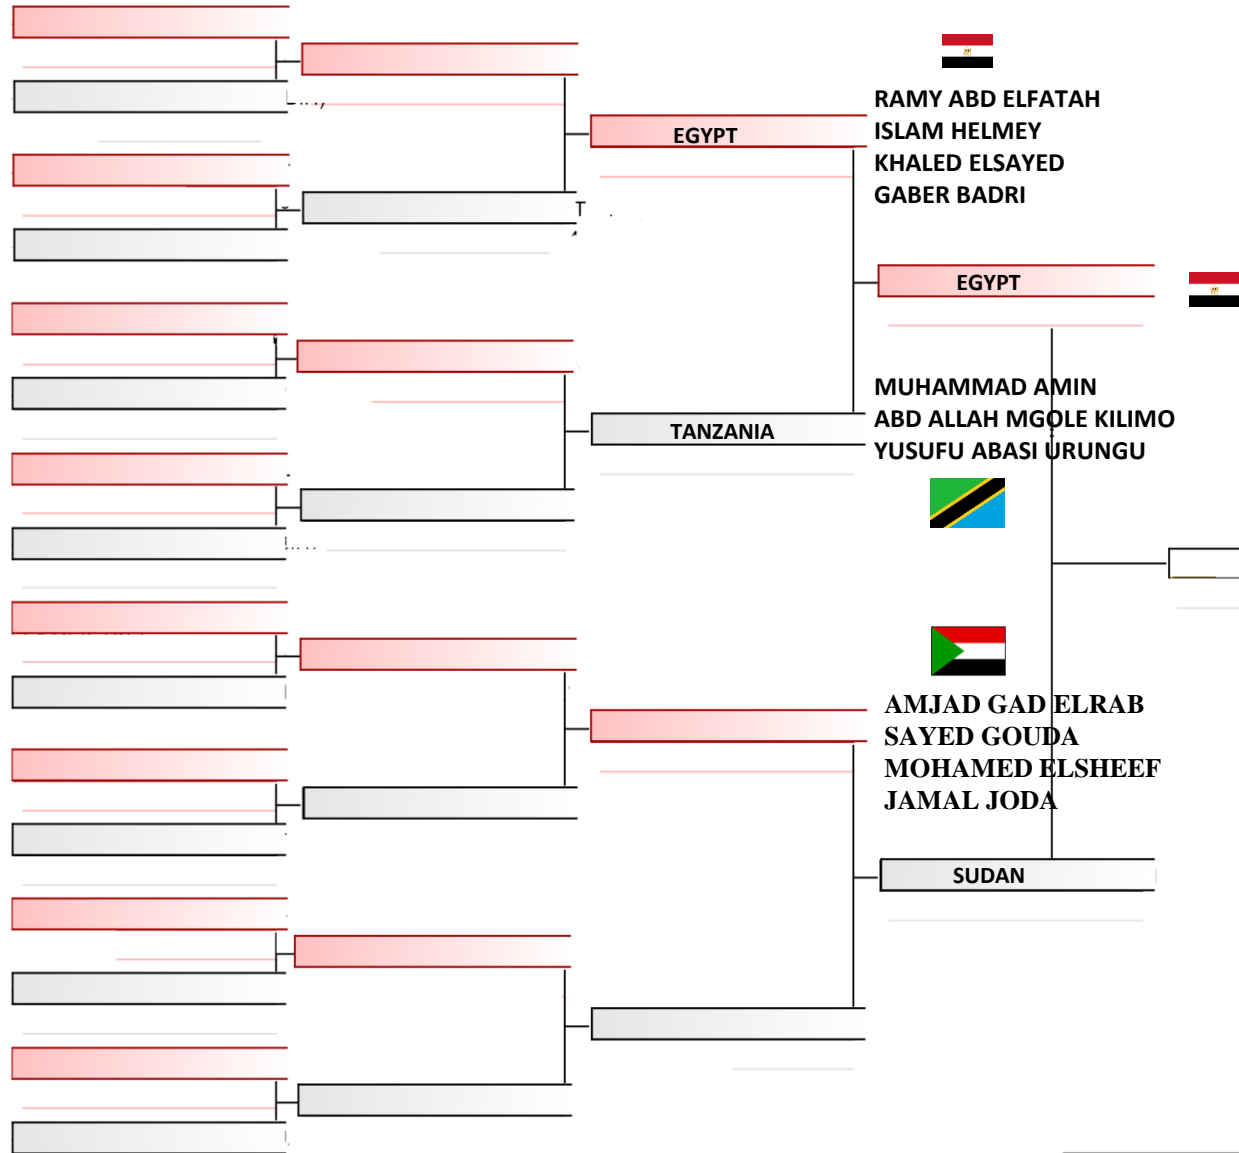 RAMY ABD ELFATAH
ISLAM HELMEY
EGYPT
KHALED ELSAYED
GABER BADRI
EGYPT
MUHAMMAD AMIN
ABD ALLAH MGOLE KILIMO
TANZANIA
YUSUFU ABASI URUNGU
AMJAD GAD ELRAB
SAYED GOUDA
MOHAMED ELSHEEF
JAMAL JODA
SUDAN